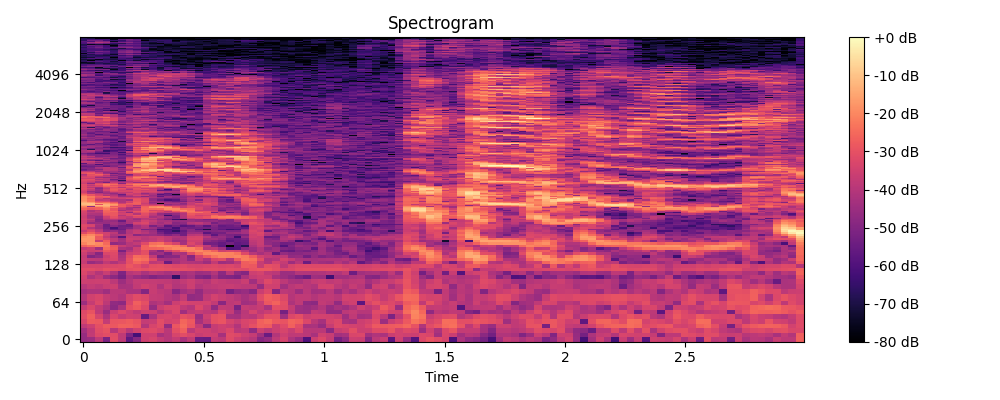 Spectrogram
+0 dB
4096
-10 dB
2048
-20 dB
1024
-30 dB
Hz
512
-40 dB
256
-50 dB
128
-60 dB
64
-70 dB
0
-80 dB
0 0.5 1 1.5 2 2.5
Time